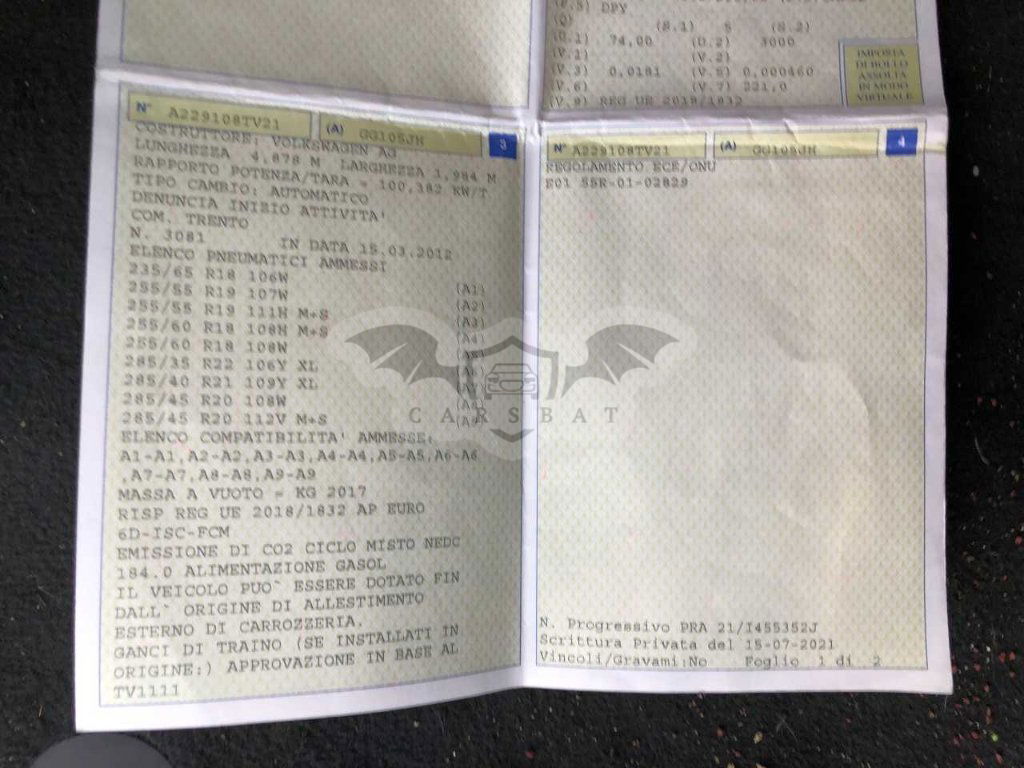 DPY
(S.1) 5 (S.2)
(U.1) 74,00 (U.2) 3000
(V.1) (V.2)
(V.3) 0,0181 (V.5) 0,000460
(V.6) (V.7) 221,0
(V.9) REG UE 2018/1832
IMPOSTA
DI BOLLO
ASSOLTA
IN MODO
VIRTUALE
N° A229108TV21 (A) GG105JH 3
COSTRUTTORE: VOLKSWAGEN AG
LUNGHEZZA 4,878 M LARGHEZZA 1,984 M
RAPPORTO POTENZA/TARA = 100,382 KW/T
TIPO CAMBIO: AUTOMATICO
DENUNCIA INIZIO ATTIVITA'
COM. TRENTO
N. 3081 IN DATA 15.03.2012
ELENCO PNEUMATICI AMMESSI
235/65 R18 106W (A1)
255/55 R19 107W (A2)
255/55 R19 111H M+S (A3)
255/60 R18 108H M+S (A4)
255/60 R18 108W (A5)
285/35 R22 106Y XL (A6)
285/40 R21 109Y XL (A7
285/45 R20 108W
285/45 R20 112V M+S (A9
ELENCO COMPATIBILITA' AMMESSE:
A1-A1,A2-A2,A3-A3,A4-A4,A5-A5,A6-A6
,A7-A7,A8-A8,A9-A9
MASSA A VUOTO = KG 2017
RISP REG UE 2018/1832 AP EURO
6D-ISC-FCM
EMISSIONE DI CO2 CICLO MISTO NEDC
184.0 ALIMENTAZIONE GASOL
IL VEICOLO PUO` ESSERE DOTATO FIN
DALL` ORIGINE DI ALLESTIMENTO
ESTERNO DI CARROZZERIA.
GANCI DI TRAINO (SE INSTALLATI IN
ORIGINE:) APPROVAZIONE IN BASE AL
TV1111
N° A229108TV21 (A) GG105JH 4
REGOLAMENTO ECE/ONU
E01 55R-01-02829
N. Progressivo PRA 21/I455352J
Scrittura Privata del 15-07-2021
Vincoli/Gravami:No Foglio 1 di 2
CARSBAT